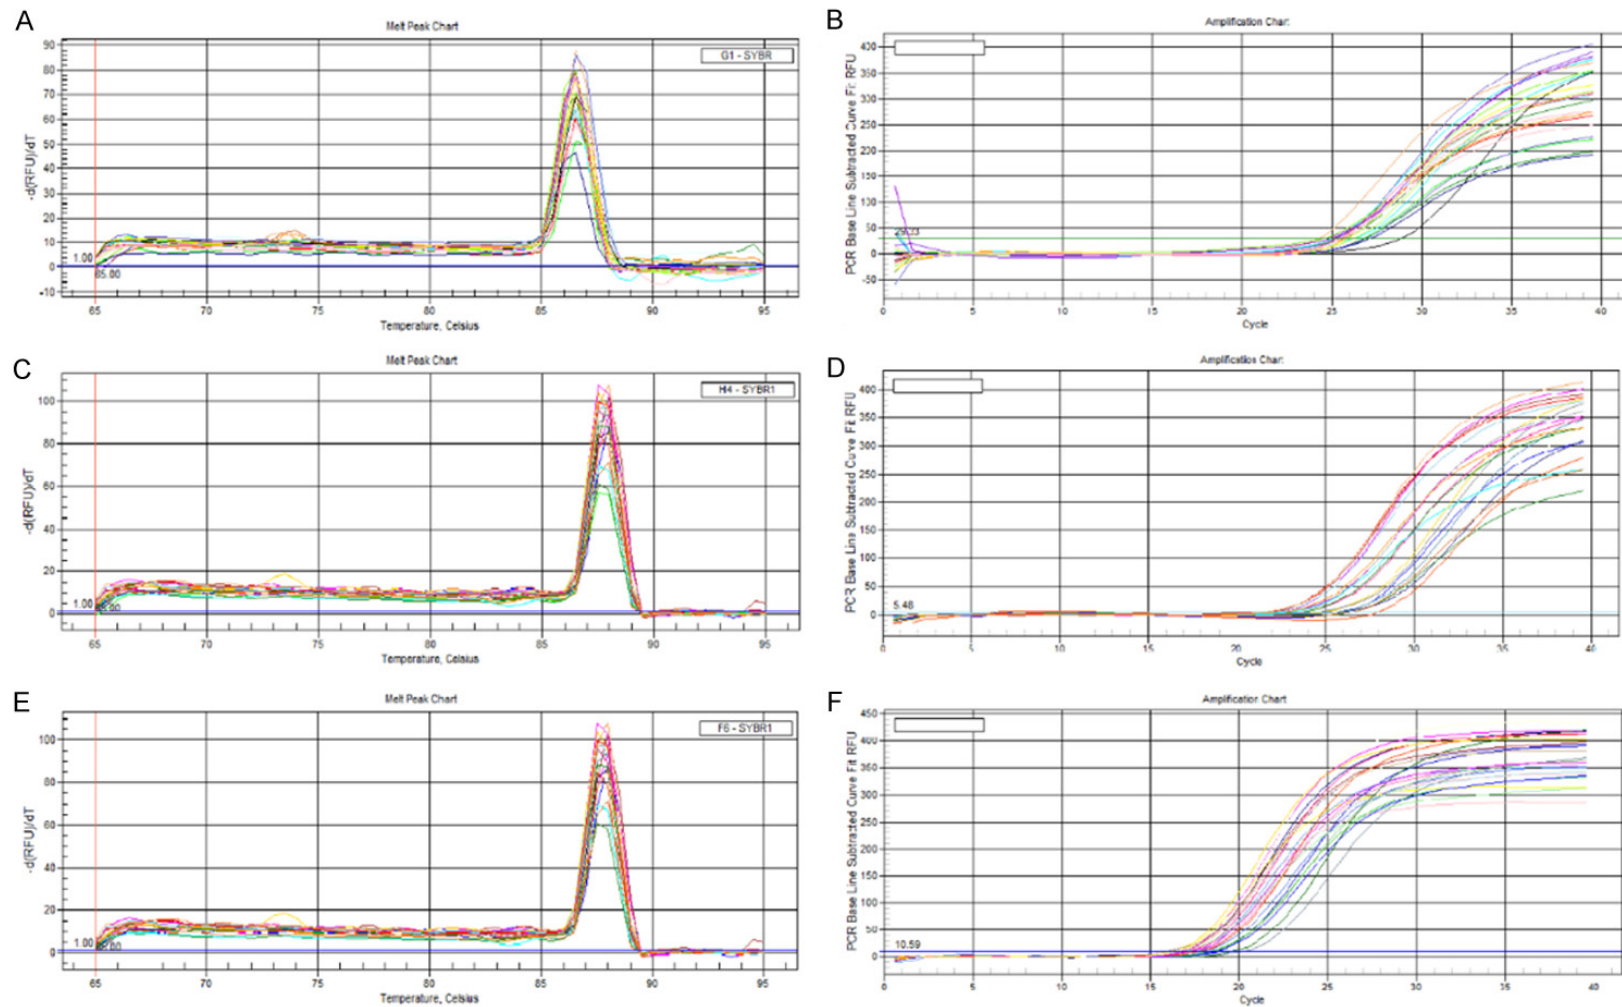 A
Melt Peak Chart
G1 - SYBR
-d(RFU)/dT
90
80
70
60
50
40
30
20
10
0
-10
1.00
65.00
65 70 75 80 85 90 95
Temperature, Celsius
B
Amplification Char:
PCR Base Line Subtracted Curve Fit RFU
400
350
300
250
200
150
100
50
0
-50
29.33
0 5 10 15 20 25 30 35 40
Cycle
C
Melt Peak Chart
H4 - SYBR1
-d(RFU)/dT
100
80
60
40
20
0
1.00
65 70 75 80 85 90 95
Temperature, Celsius
D
Amplification Char:
PCR Base Line Subtracted Curve Fit RFU
400
350
300
250
200
150
100
50
0
5.48
0 5 10 15 20 25 30 35 40
Cycle
E
Melt Peak Chart
F6 - SYBR1
-d(RFU)/dT
100
80
60
40
20
0
1.00
65 70 75 80 85 90 95
Temperature, Celsius
F
Amplification Chart
PCR Base Line Subtracted Curve Fit RFU
450
400
350
300
250
200
150
100
50
0
10.59
0 5 10 15 20 25 30 35 40
Cycle